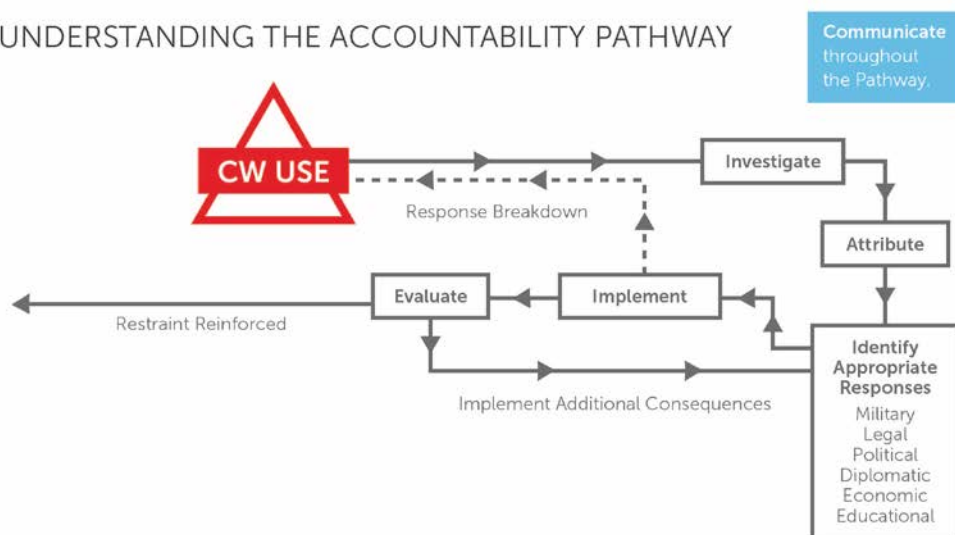 UNDERSTANDING THE ACCOUNTABILITY PATHWAY
Communicate
throughout
the Pathway.
CW USE
Investigate
Response Breakdown
Attribute
Evaluate
Implement
Restraint Reinforced
Identify
Appropriate
Responses
Military
Legal
Political
Diplomatic
Economic
Educational
Implement Additional Consequences